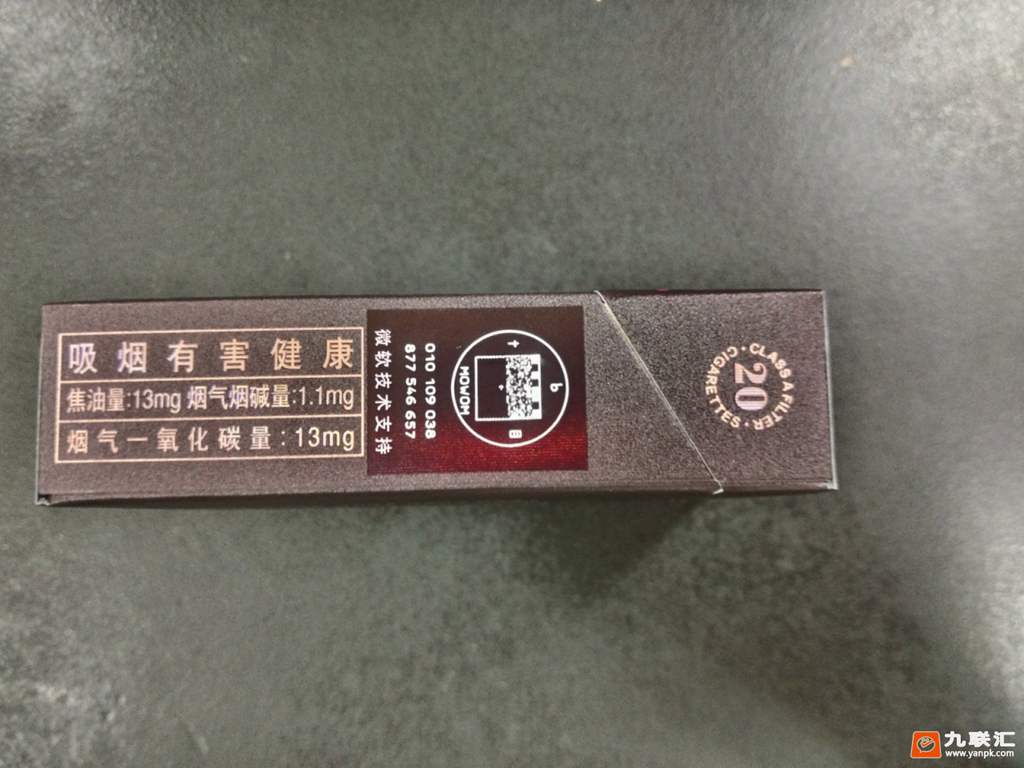 吸烟有害健康
焦油量:13mg 烟气烟碱量:1.1mg
烟气一氧化碳量:13mg
MOWOM
b
t
B
010 109 038
877 546 657
微软技术支持
CLASS A FILTER
20
CIGARETTES
九联汇
www.yanpk.com